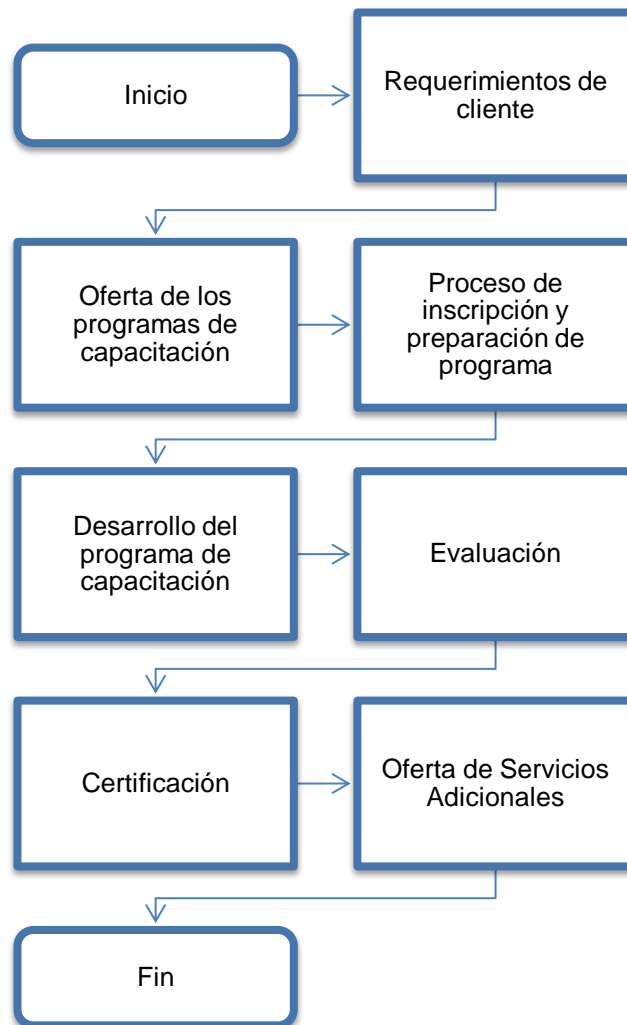 Inicio
Requerimientos de
cliente
Oferta de los
programas de
capacitación
Proceso de
inscripción y
preparación de
programa
Desarrollo del
programa de
capacitación
Evaluación
Certificación
Oferta de Servicios
Adicionales
Fin